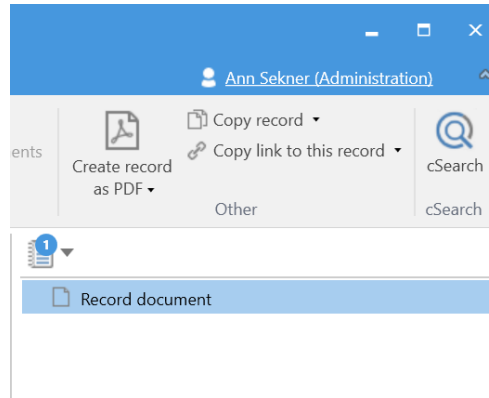 Ann Sekner (Administration)
ents
Create record
as PDF
Copy record
Copy link to this record
Other
cSearch
cSearch
1
Record document